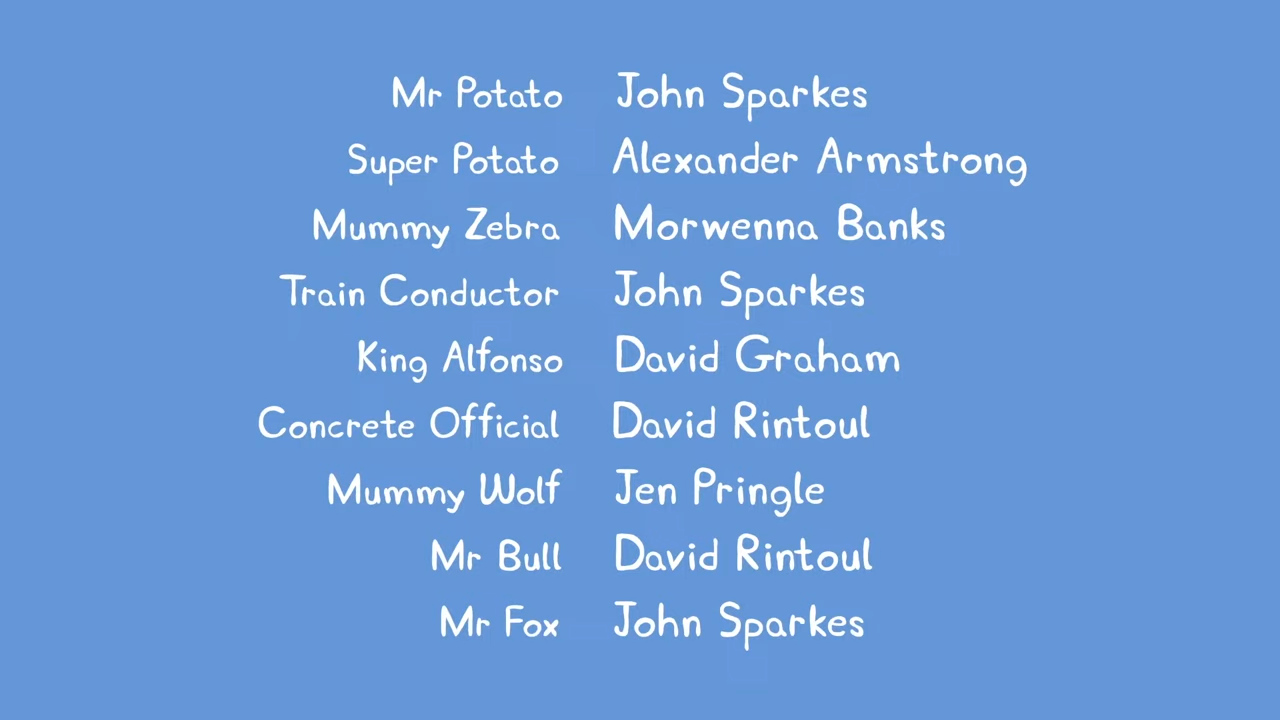 Mr Potato John Sparkes
Super Potato Alexander Armstrong
Mummy Zebra Morwenna Banks
Train Conductor John Sparkes
King Alfonso David Graham
Concrete Official David Rintoul
Mummy Wolf Jen Pringle
Mr Bull David Rintoul
Mr Fox John Sparkes